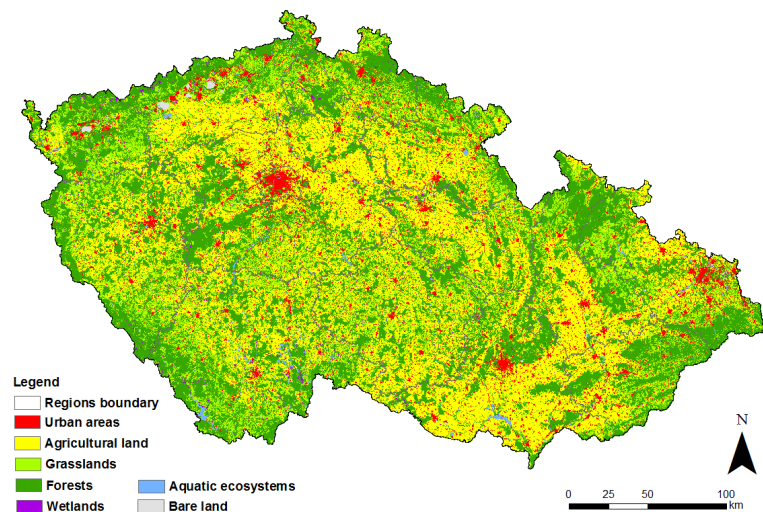 Legend
Regions boundary
Urban areas
Agricultural land
Grasslands
Forests
Wetlands
Aquatic ecosystems
Bare land
N
0 25 50 100
km